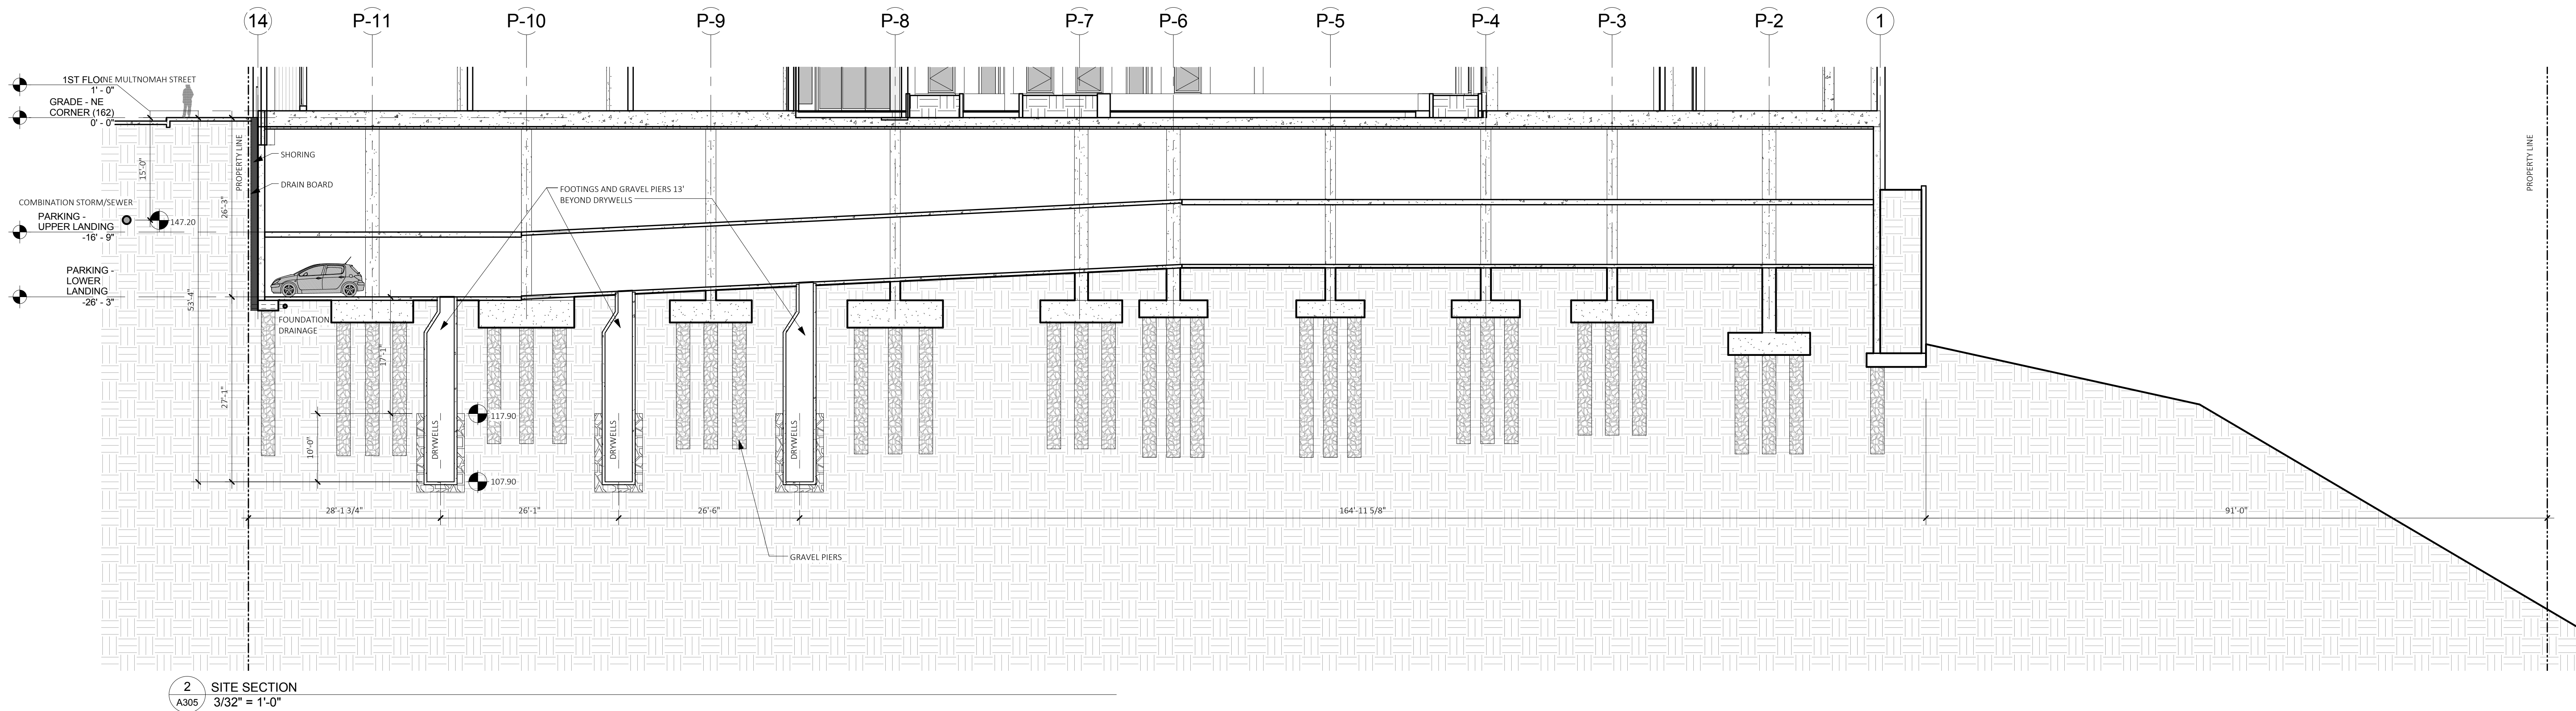 14
P-11
P-10
P-9
P-8
P-7
P-6
P-5
P-4
P-3
P-2
1
1ST FLO
NE MULTNOMAH STREET
1' - 0"
GRADE - NE
CORNER (162)
0' - 0"
15'-0"
PROPERTY LINE
SHORING
DRAIN BOARD
PROPERTY LINE
COMBINATION STORM/SEWER
147.20
PARKING -
UPPER LANDING
-16' - 9"
26'-3"
FOOTINGS AND GRAVEL PIERS 13'
BEYOND DRYWELLS
PARKING -
LOWER
LANDING
-26' - 3"
53'-4"
FOUNDATION
DRAINAGE
17'-1"
27'-1"
10'-0"
117.90
107.90
DRYWELLS
DRYWELLS
DRYWELLS
28'-1 3/4"
26'-1"
26'-6"
164'-11 5/8"
91'-0"
GRAVEL PIERS
2
A305
SITE SECTION
3/32" = 1'-0"